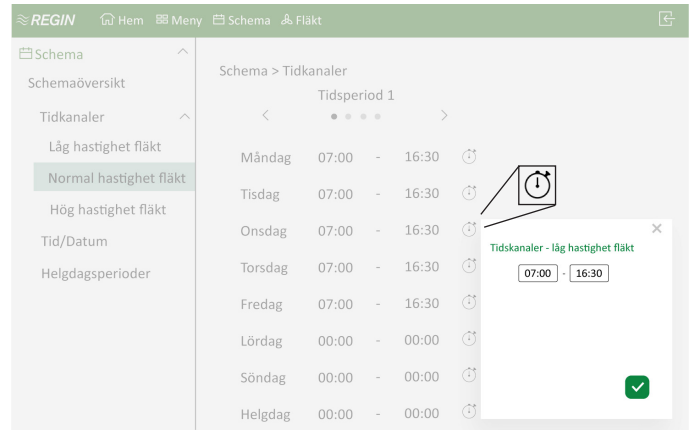 REGIN Hem Meny Schema Fläkt
Schema
Schemaöversikt
Tidkanaler
Låg hastighet fläkt
Normal hastighet fläkt
Hög hastighet fläkt
Tid/Datum
Helgdagsperioder
Schema > Tidkanaler
Tidsperiod 1
Måndag 07:00 - 16:30
Tisdag 07:00 - 16:30
Onsdag 07:00 - 16:30
Torsdag 07:00 - 16:30
Fredag 07:00 - 16:30
Lördag 00:00 - 00:00
Söndag 00:00 - 00:00
Helgdag 00:00 - 00:00
Tidskanaler - låg hastighet fläkt
07:00 - 16:30